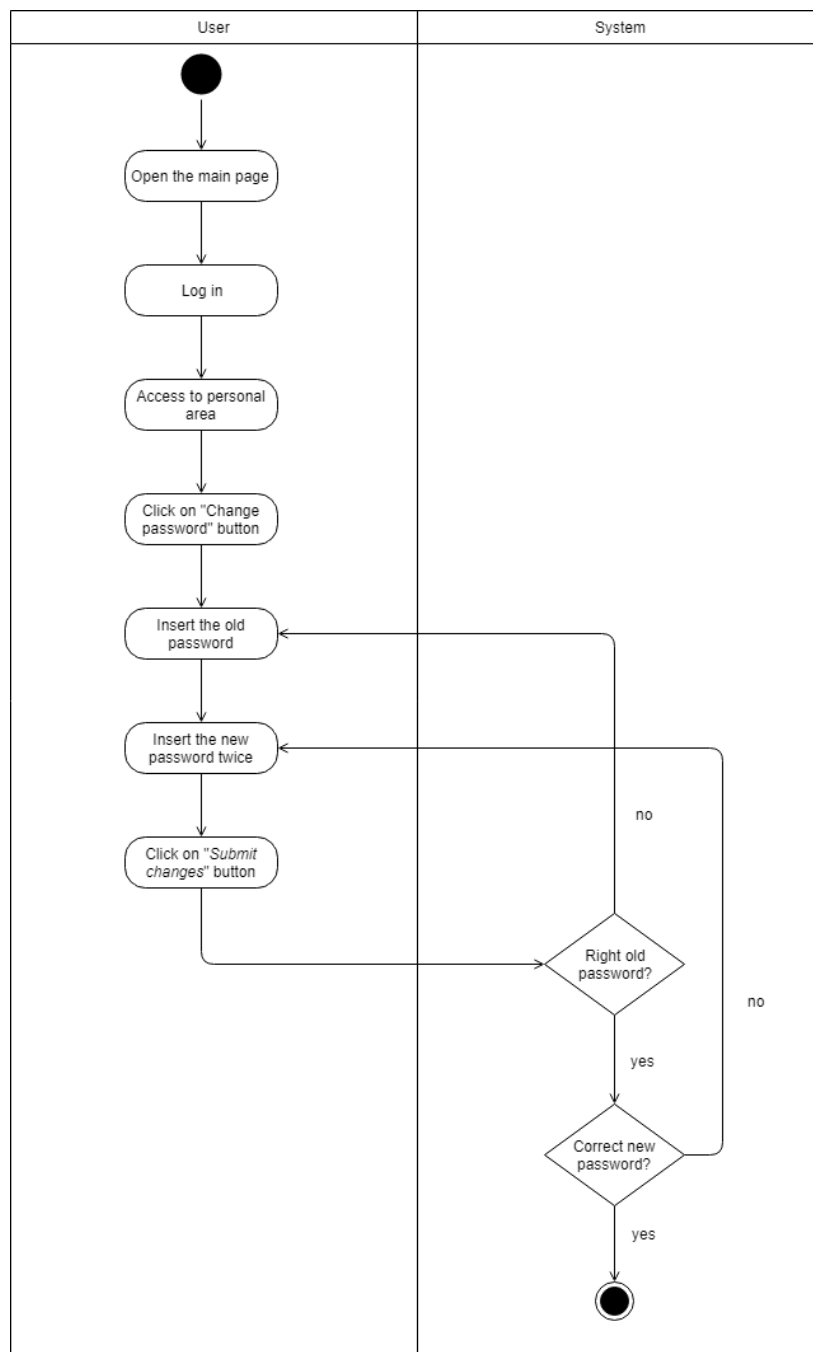 User
System
Open the main page
Log in
Access to personal
area
Click on "Change
password" button
Insert the old
password
Insert the new
password twice
Click on "Submit
changes" button
no
Right old
password?
no
yes
Correct new
password?
yes